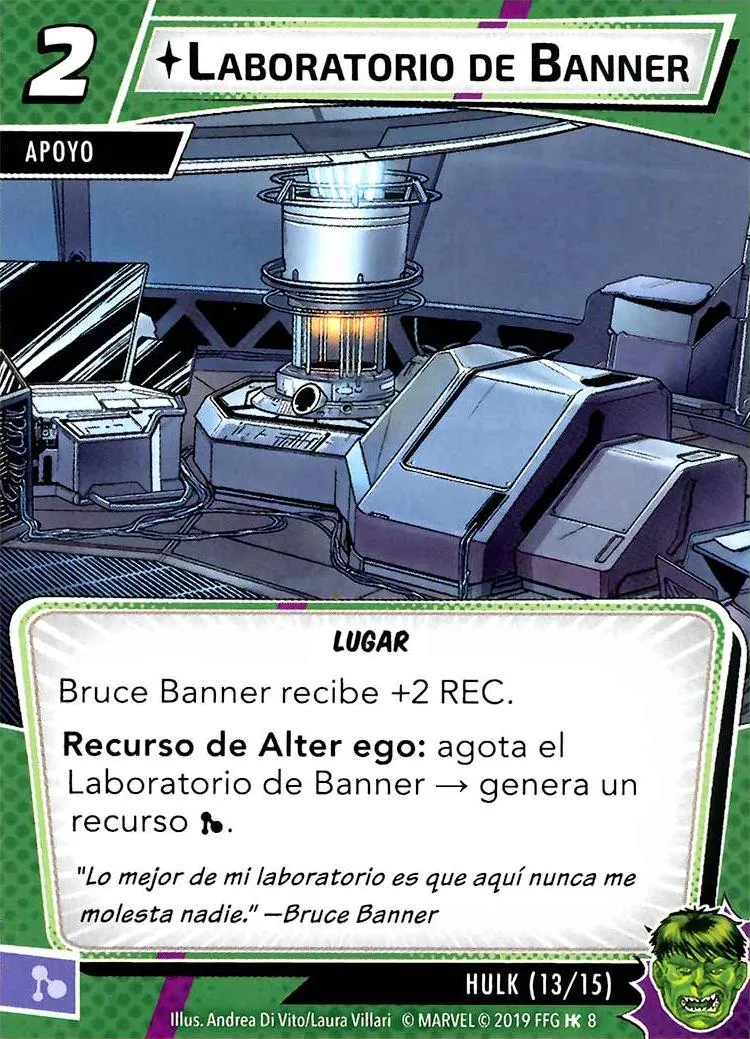 2
LABORATORIO DE BANNER
APOYO
LUGAR
Bruce Banner recibe +2 REC.
Recurso de Alter ego: agota el
Laboratorio de Banner → genera un
recurso .
"Lo mejor de mi laboratorio es que aquí nunca me
molesta nadie." —Bruce Banner
HULK (13/15)
Illus. Andrea Di Vito/Laura Villari © MARVEL © 2019 FFG HK 8